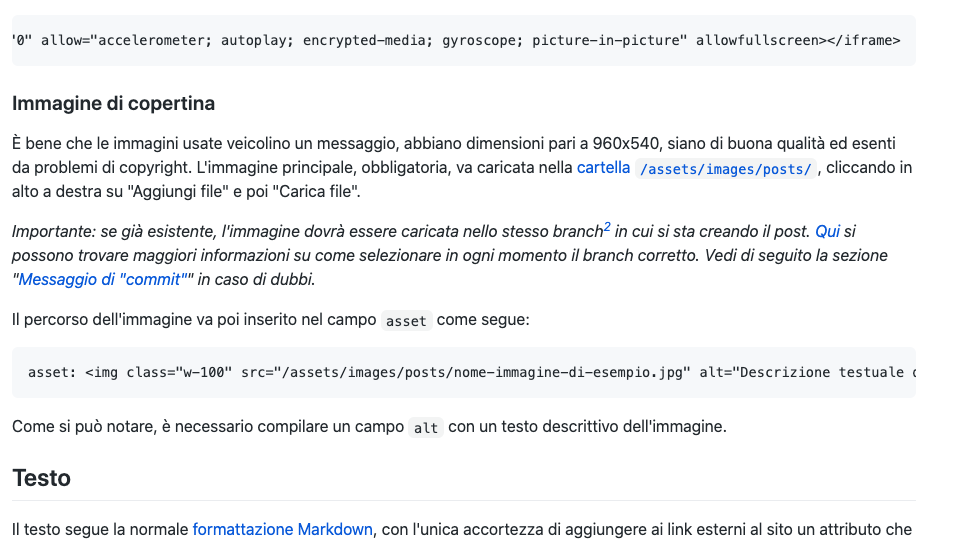 "0" allow="accelerometer; autoplay; encrypted-media; gyroscope; picture-in-picture" allowfullscreen></iframe>
Immagine di copertina
È bene che le immagini usate veicolino un messaggio, abbiano dimensioni pari a 960x540, siano di buona qualità ed esenti
da problemi di copyright. L'immagine principale, obbligatoria, va caricata nella cartella /assets/images/posts/ , cliccando in
alto a destra su "Aggiungi file" e poi "Carica file".
Importante: se già esistente, l'immagine dovrà essere caricata nello stesso branch2 in cui si sta creando il post. Qui si
possono trovare maggiori informazioni su come selezionare in ogni momento il branch corretto. Vedi di seguito la sezione
"Messaggio di "commit"" in caso di dubbi.
Il percorso dell'immagine va poi inserito nel campo asset come segue:
asset: <img class="w-100" src="/assets/images/posts/nome-immagine-di-esempio.jpg" alt="Descrizione testuale
Come si può notare, è necessario compilare un campo alt con un testo descrittivo dell'immagine.
Testo
Il testo segue la normale formattazione Markdown, con l'unica accortezza di aggiungere ai link esterni al sito un attributo che